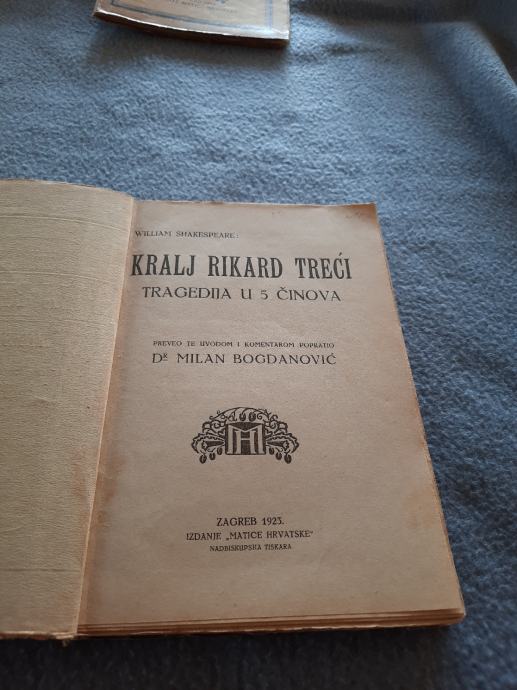 WILLIAM SHAKESPEARE:
KRALJ RIKARD TREĆI
TRAGEDIJA U 5 ČINOVA
PREVEO TE UVODOM I KOMENTAROM POPRATIO
DR MILAN BOGDANOVIĆ
MH
ZAGREB 1923.
IZDANJE „MATICE HRVATSKE“
NADBISKUPSKA TISKARA